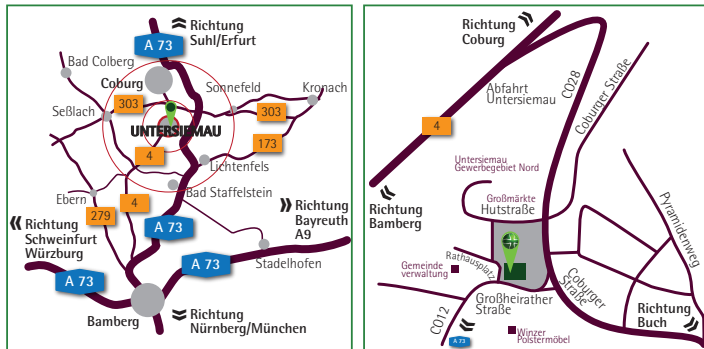 Richtung
Suhl/Erfurt
A 73
Bad Colberg
Coburg
Sonnefeld
Kronach
303
303
Seßlach
UNTERSIEMAU
173
4
Lichtenfels
Ebern
Bad Staffelstein
4
279
Richtung
Schweinfurt
Würzburg
A 73
Richtung
Bayreuth
A9
Stadelhofen
A 73
A 73
Bamberg
Richtung
Nürnberg/München
Richtung
Coburg
Abfahrt
Untersiemau
CO28
Coburger Straße
4
Untersiemau
Gewerbegebiet Nord
Großmärkte
Hutstraße
Richtung
Bamberg
Pyramidenweg
Rathausplatz
Gemeinde
verwaltung
Coburger
Straße
Großheirather
Straße
CO12
A 73
Winzer
Polstermöbel
Richtung
Buch